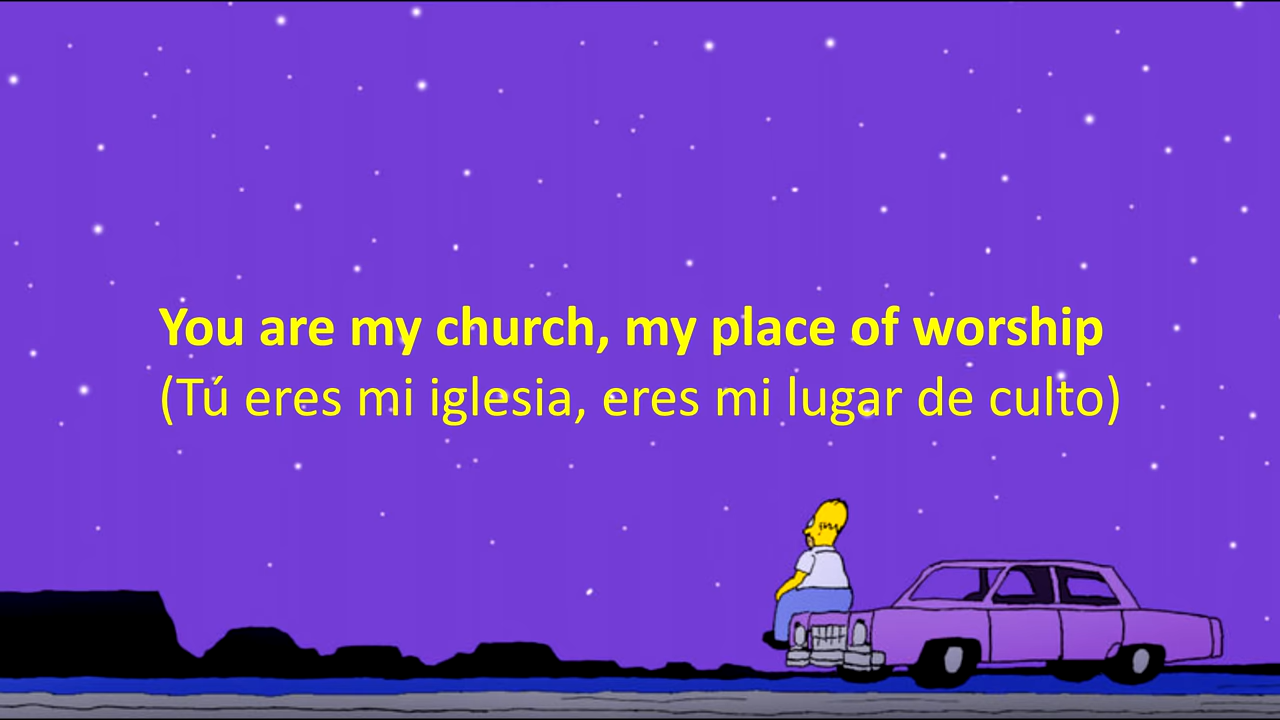 You are my church, my place of worship
(Tú eres mi iglesia, eres mi lugar de culto)